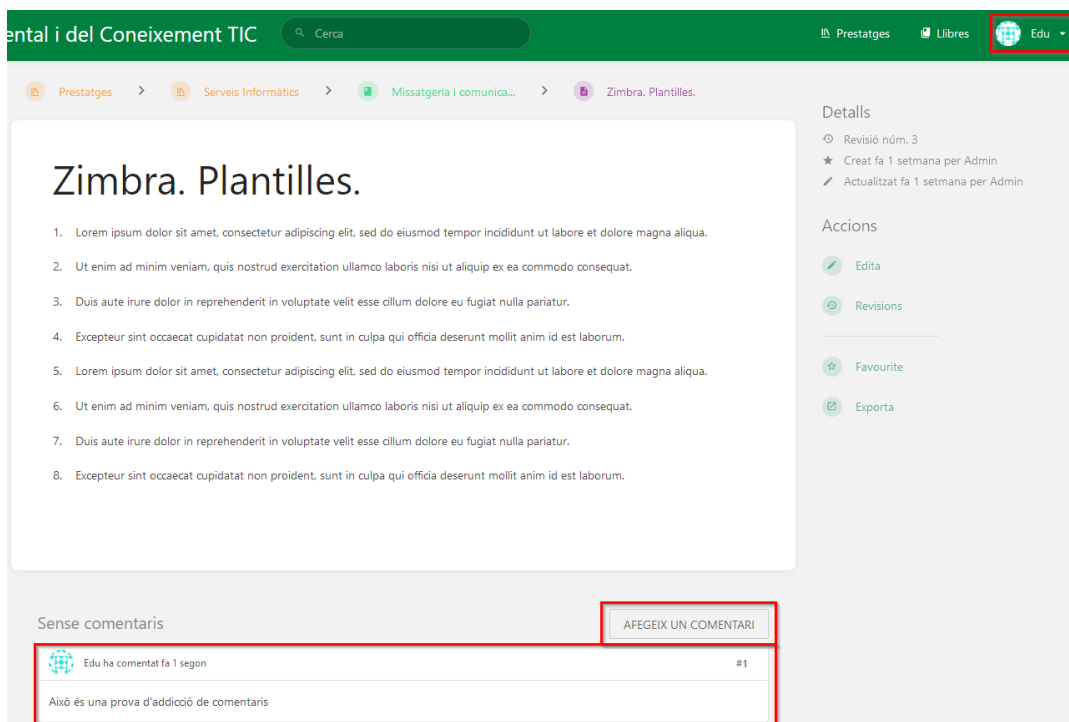 ental i del Coneixement TIC Cerca Prestatges Llibres Edu
Prestatges > Serveis Informàtics > Missatgeria i comunica... > Zimbra. Plantilles.
Zimbra. Plantilles.
1. Lorem ipsum dolor sit amet, consectetur adipiscing elit, sed do eiusmod tempor incididunt ut labore et dolore magna aliqua.
2. Ut enim ad minim veniam, quis nostrud exercitation ullamco laboris nisi ut aliquip ex ea commodo consequat.
3. Duis aute irure dolor in reprehenderit in voluptate velit esse cillum dolore eu fugiat nulla pariatur.
4. Excepteur sint occaecat cupidatat non proident, sunt in culpa qui officia deserunt mollit anim id est laborum.
5. Lorem ipsum dolor sit amet, consectetur adipiscing elit, sed do eiusmod tempor incididunt ut labore et dolore magna aliqua.
6. Ut enim ad minim veniam, quis nostrud exercitation ullamco laboris nisi ut aliquip ex ea commodo consequat.
7. Duis aute irure dolor in reprehenderit in voluptate velit esse cillum dolore eu fugiat nulla pariatur.
8. Excepteur sint occaecat cupidatat non proident, sunt in culpa qui officia deserunt mollit anim id est laborum.
Detalls
Revisió núm. 3
Creat fa 1 setmana per Admin
Actualitzat fa 1 setmana per Admin
Accions
Edita
Revisions
Favourite
Exporta
Sense comentaris
AFEGEIX UN COMENTARI
Edu ha comentat fa 1 segon #1
Això és una prova d'addicció de comentaris